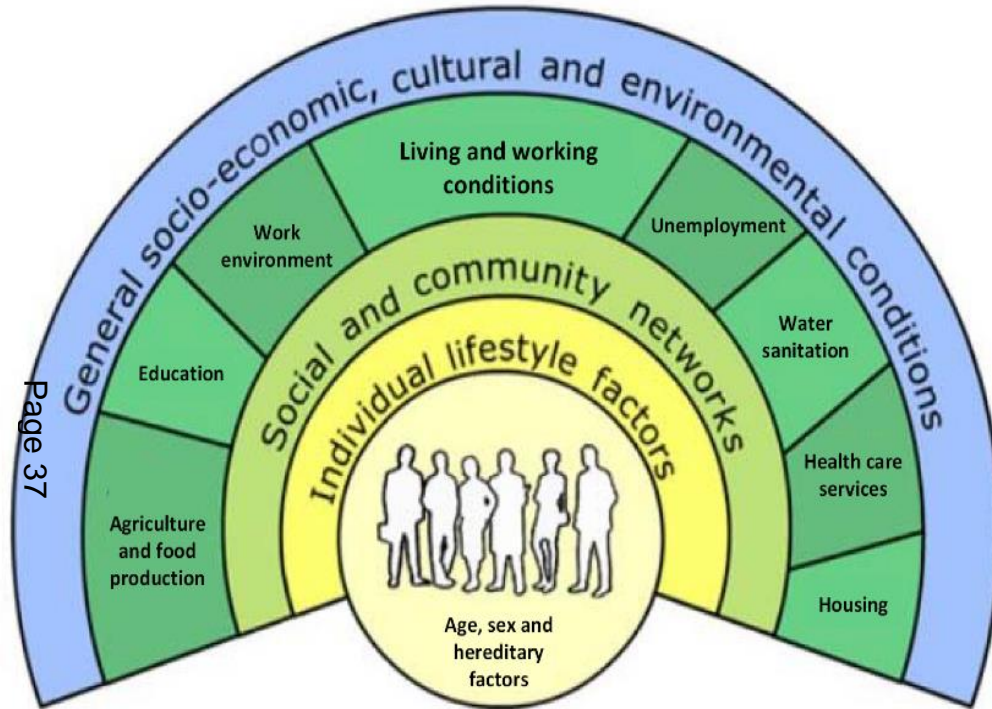 General socio-economic, cultural and environmental conditions
Living and working
conditions
Work
environment
Unemployment
Education
Water
sanitation
Agriculture
and food
production
Health care
services
Housing
Social and community networks
Individual lifestyle factors
Age, sex and
hereditary
factors
Page 37